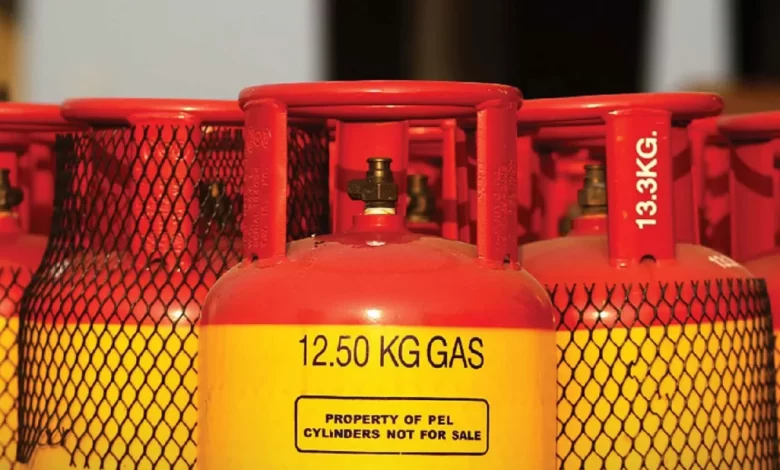 13.3KG.
12.50 KG GAS
PROPERTY OF PEL
CYLINDERS NOT FOR SALE